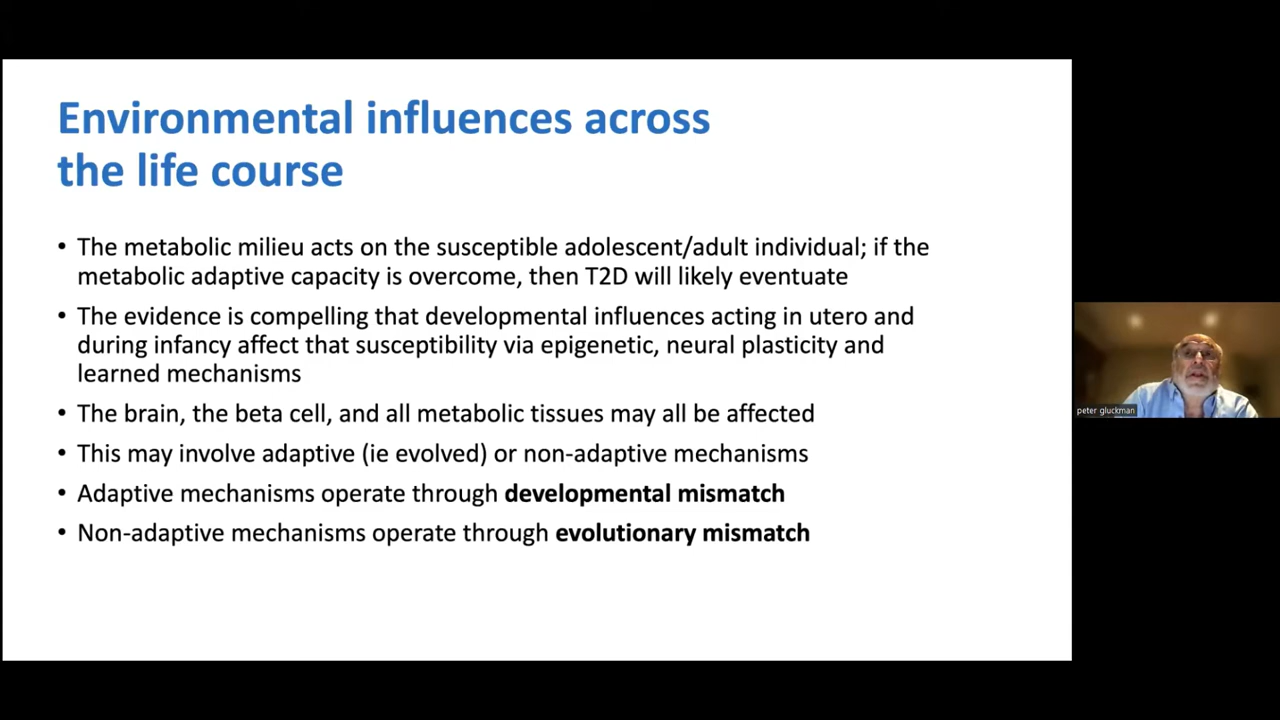 Environmental influences across
the life course
• The metabolic milieu acts on the susceptible adolescent/adult individual; if the
metabolic adaptive capacity is overcome, then T2D will likely eventuate
• The evidence is compelling that developmental influences acting in utero and
during infancy affect that susceptibility via epigenetic, neural plasticity and
learned mechanisms
• The brain, the beta cell, and all metabolic tissues may all be affected
• This may involve adaptive (ie evolved) or non-adaptive mechanisms
• Adaptive mechanisms operate through developmental mismatch
• Non-adaptive mechanisms operate through evolutionary mismatch
peter gluckman